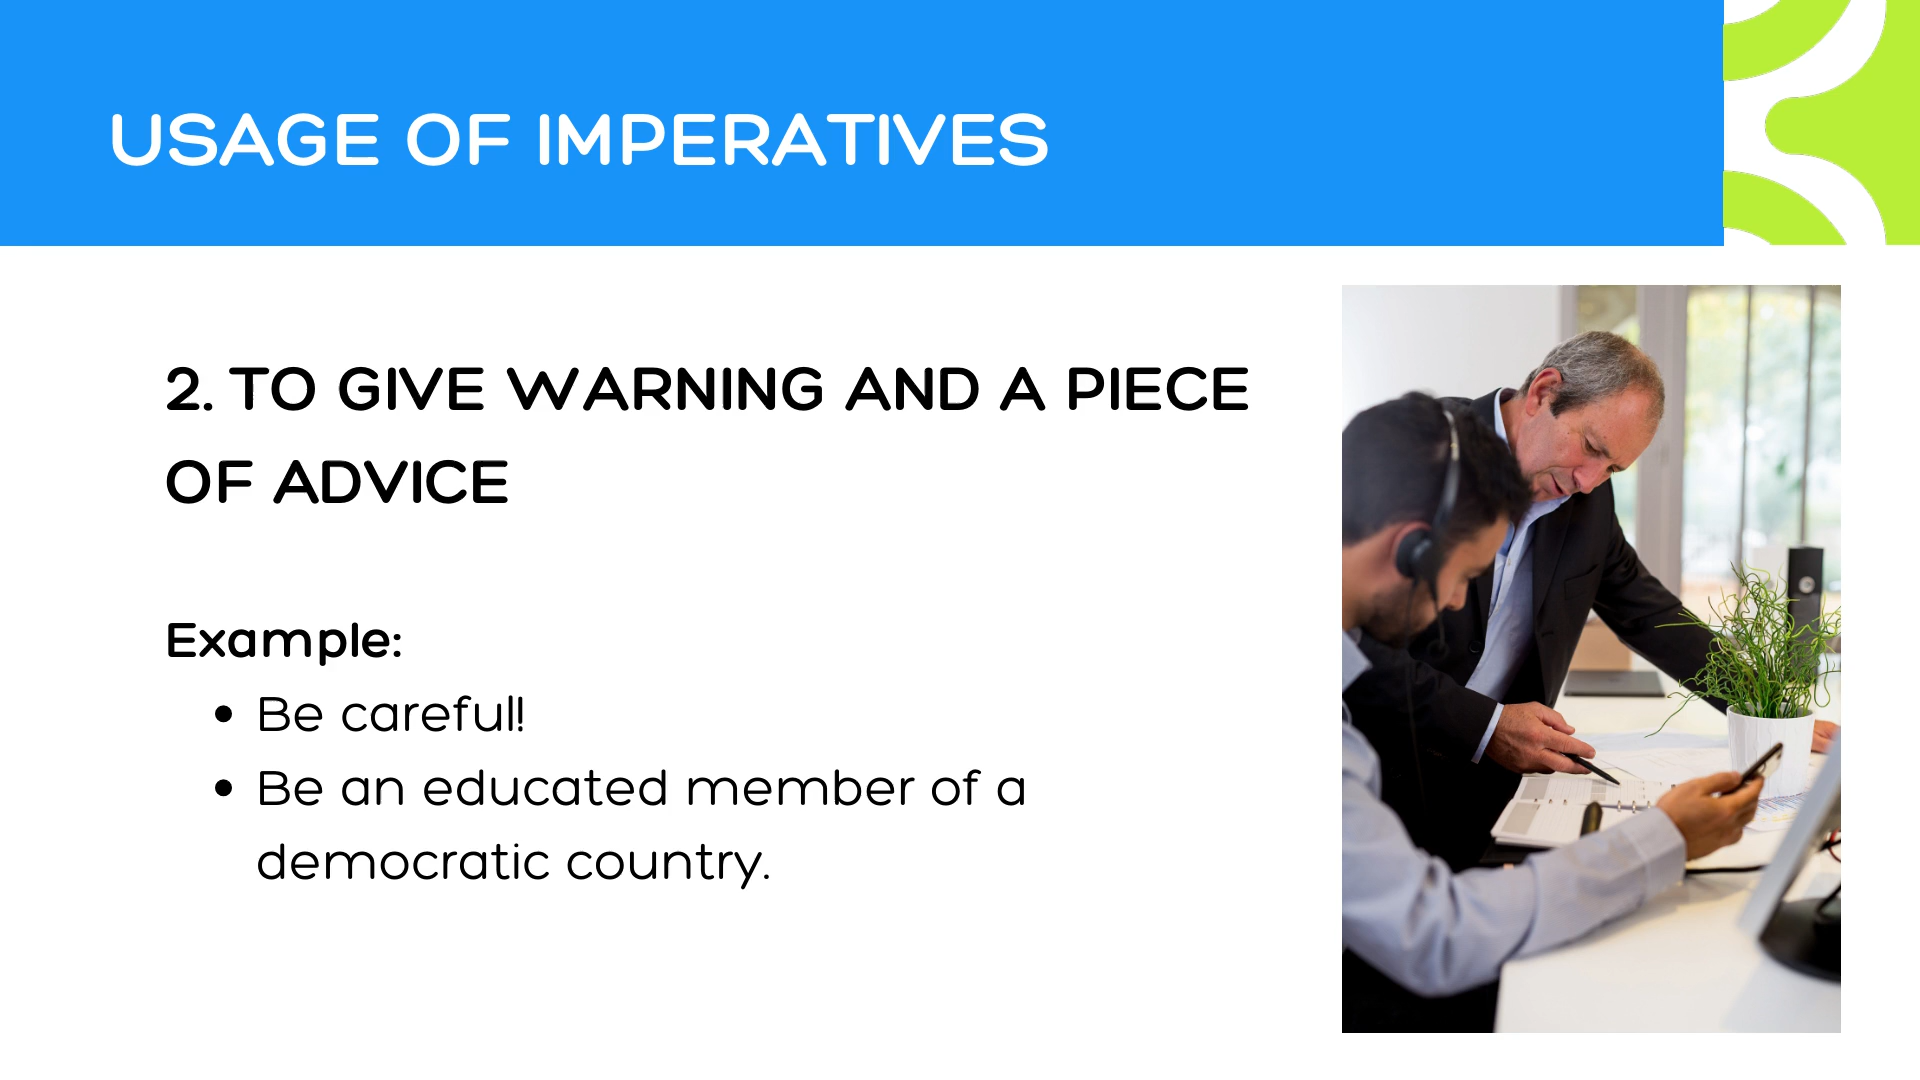 USAGE OF IMPERATIVES
2. TO GIVE WARNING AND A PIECE
OF ADVICE
Example:
• Be careful!
• Be an educated member of a
democratic country.